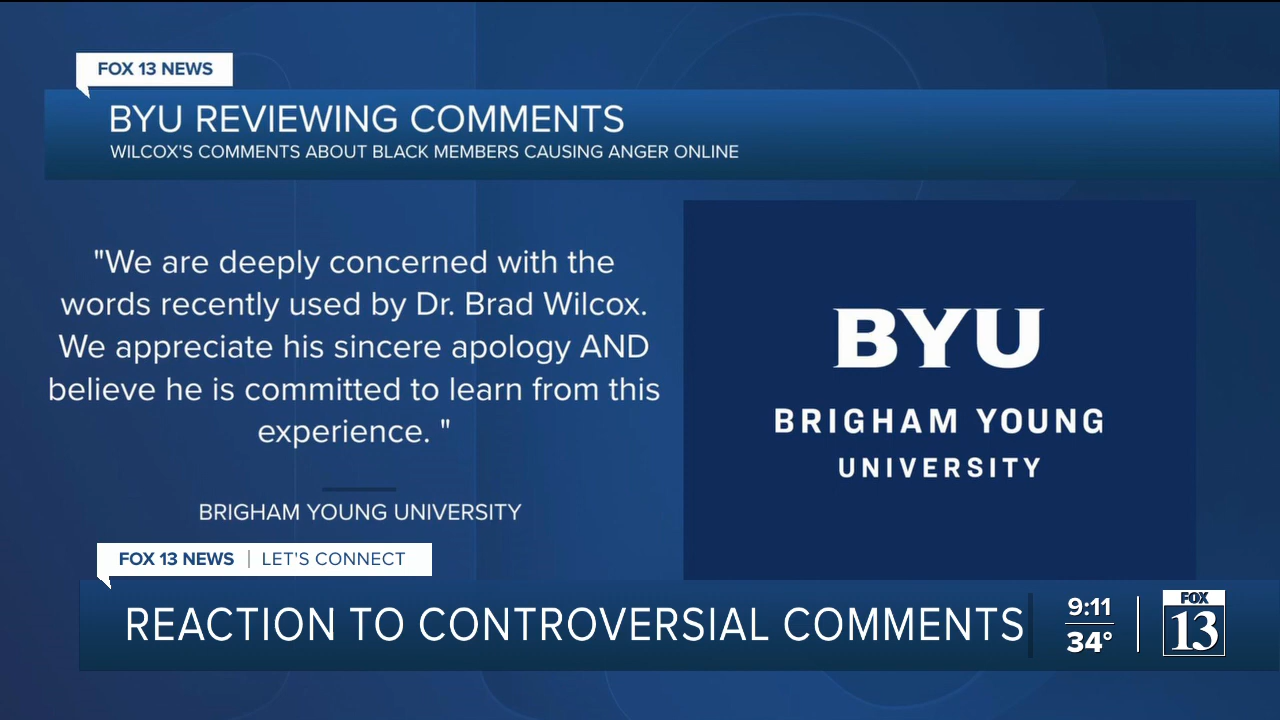 FOX 13 NEWS
BYU REVIEWING COMMENTS
WILCOX'S COMMENTS ABOUT BLACK MEMBERS CAUSING ANGER ONLINE
"We are deeply concerned with the
words recently used by Dr. Brad Wilcox.
We appreciate his sincere apology AND
believe he is committed to learn from this
experience. "
BRIGHAM YOUNG UNIVERSITY
BYU
BRIGHAM YOUNG
UNIVERSITY
FOX 13 NEWS | LET'S CONNECT
REACTION TO CONTROVERSIAL COMMENTS
9:11
34°
FOX
13